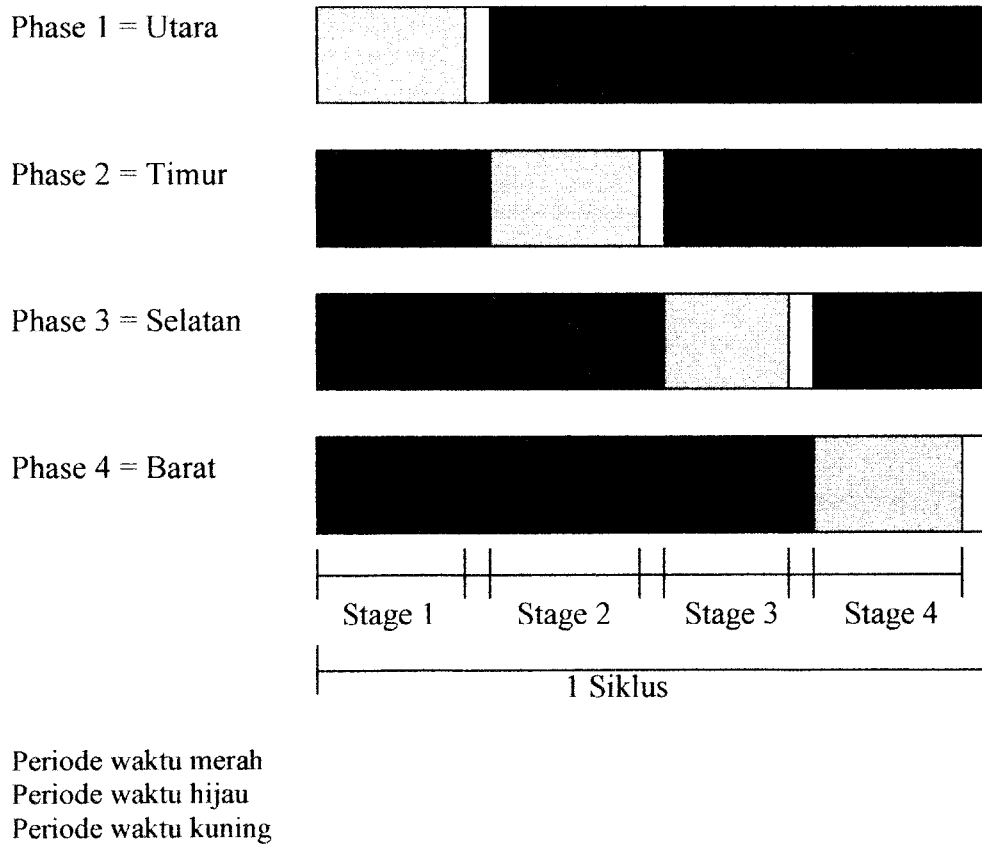 Phase 1 = Utara
Phase 2 = Timur
Phase 3 = Selatan
Phase 4 = Barat
Stage 1 Stage 2 Stage 3 Stage 4
1 Siklus
Periode waktu merah
Periode waktu hijau
Periode waktu kuning